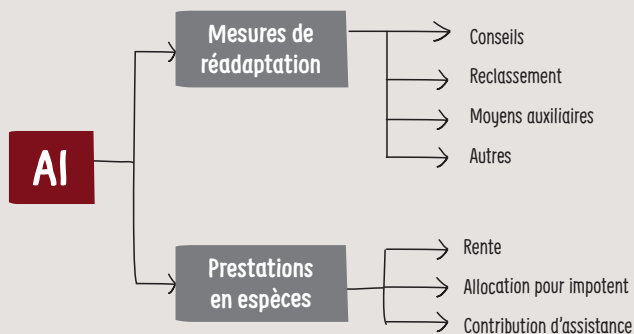 AI
Mesures de
réadaptation
Conseils
Reclassement
Moyens auxiliaires
Autres
Prestations
en espèces
Rente
Allocation pour impotent
Contribution d'assistance